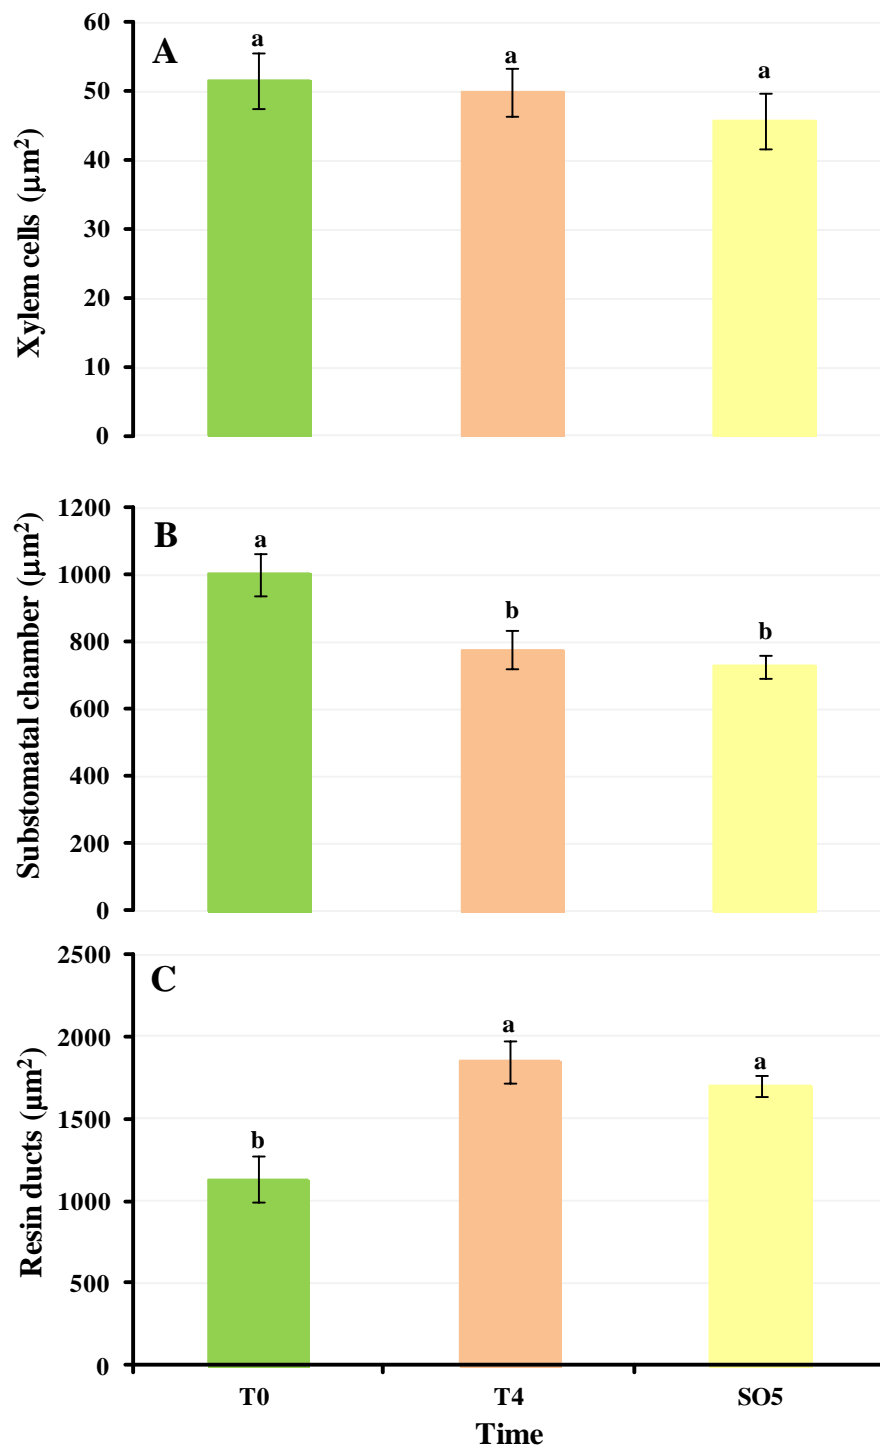 60
A
a
a
a
50
40
30
20
10
0
Xylem cells (μm²)
1200
B
a
b
b
1000
800
600
400
200
0
Substomatal chamber (μm²)
2500
C
b
a
a
2000
1500
1000
500
0
Resin ducts (μm²)
T0 T4 SO5
Time